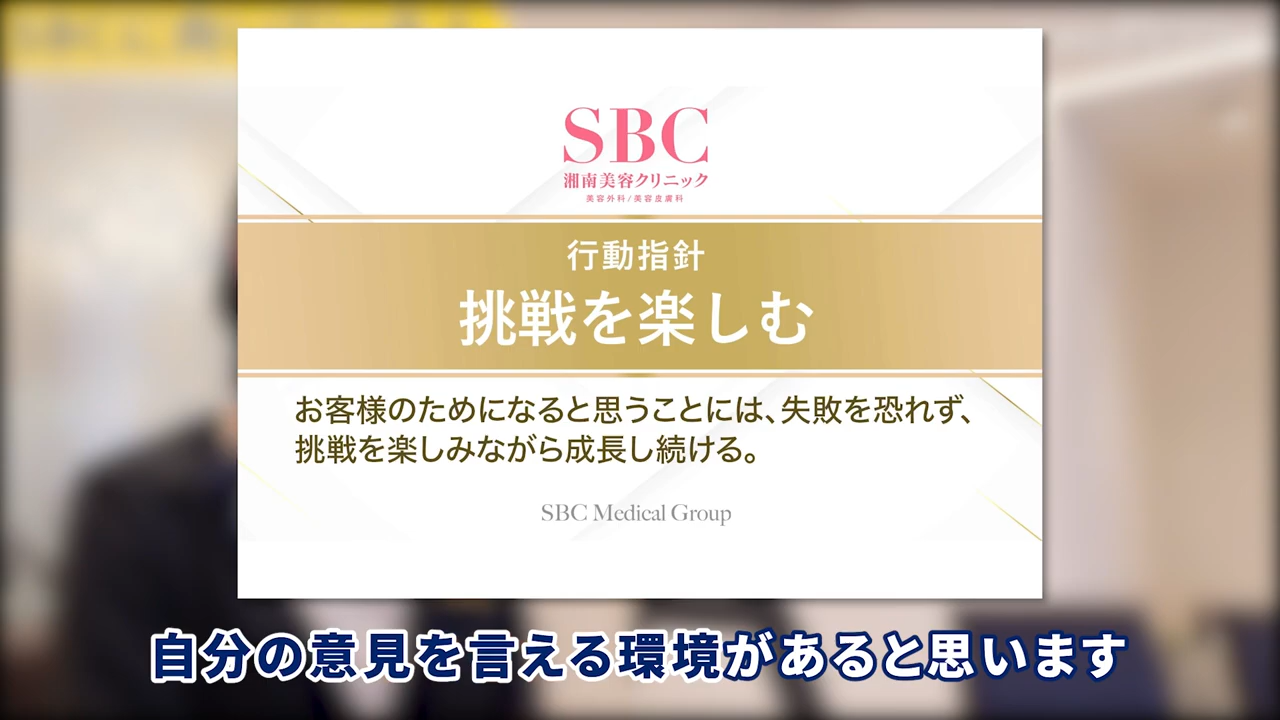 SBC
湘南美容クリニック
美容外科/美容皮膚科
行動指針
挑戦を楽しむ
お客様のためになると思うことには、失敗を恐れず、
挑戦を楽しみながら成長し続ける。
SBC Medical Group
自分の意見を言える環境があると思います